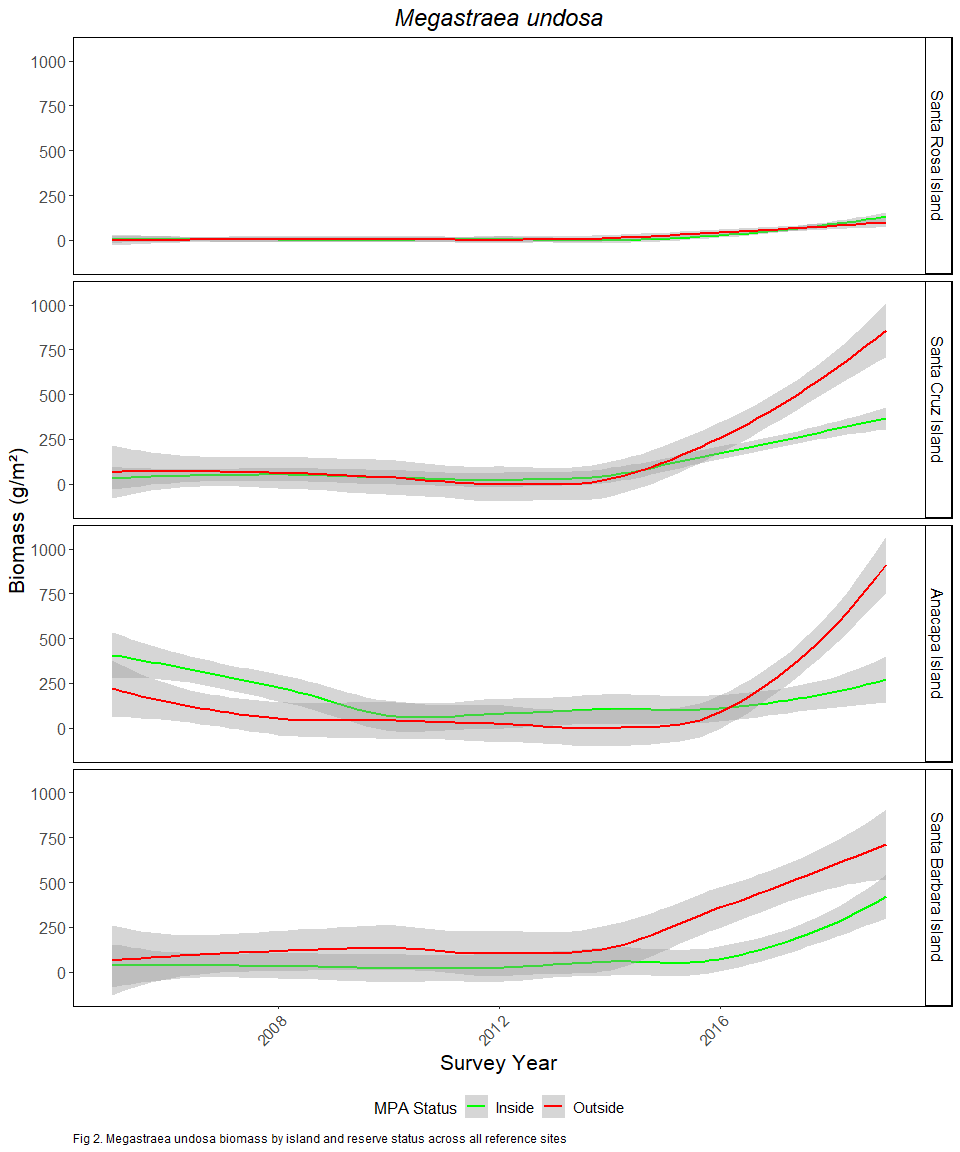 Megastraea undosa
1000
750
500
250
0
Santa Rosa Island
1000
750
500
250
0
Santa Cruz Island
1000
750
500
250
0
Anacapa Island
1000
750
500
250
0
Santa Barbara Island
Biomass (g/m²)
2008
2012
2016
Survey Year
MPA Status Inside Outside
Fig 2. Megastraea undosa biomass by island and reserve status across all reference sites